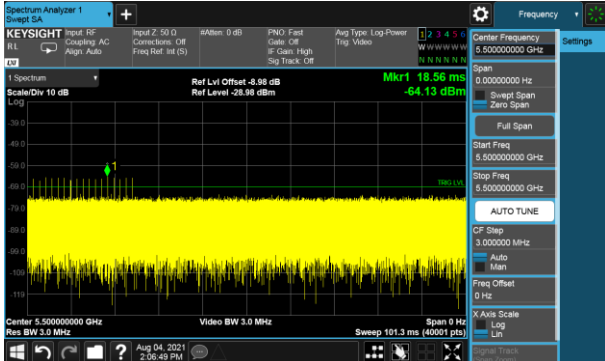 Spectrum Analyzer 1
Swept SA
Frequency
KEYSIGHT
RL
Input: RF
Coupling: AC
Align: Auto
Input Z: 50 Ω
Corrections: Off
Freq Ref: Int (S)
#Atten: 0 dB
PNO: Fast
Gate: Off
IF Gain: High
Sig Track: Off
Avg Type: Log-Power
Trig: Video
1 2 3 4 5 6
W W W W W W
N N N N N N
1 Spectrum
Scale/Div 10 dB
Log
Ref Lvl Offset -8.98 dB
Ref Level -28.98 dBm
Mkr1 18.56 ms
-64.13 dBm
-39.0
-49.0
-59.0
-69.0
-79.0
-89.0
-99.0
-109
-119
1
TRIG LVL
Center 5.500000000 GHz
Res BW 3.0 MHz
Video BW 3.0 MHz
Span 0 Hz
Sweep 101.3 ms (40001 pts)
Center Frequency
5.500000000 GHz
Span
0.00000000 Hz
Swept Span
Zero Span
Full Span
Start Freq
5.500000000 GHz
Stop Freq
5.500000000 GHz
AUTO TUNE
CF Step
3.000000 MHz
Auto
Man
Freq Offset
0 Hz
X Axis Scale
Log
Lin
Signal Track
Settings
?
Aug 04, 2021
2:06:49 PM